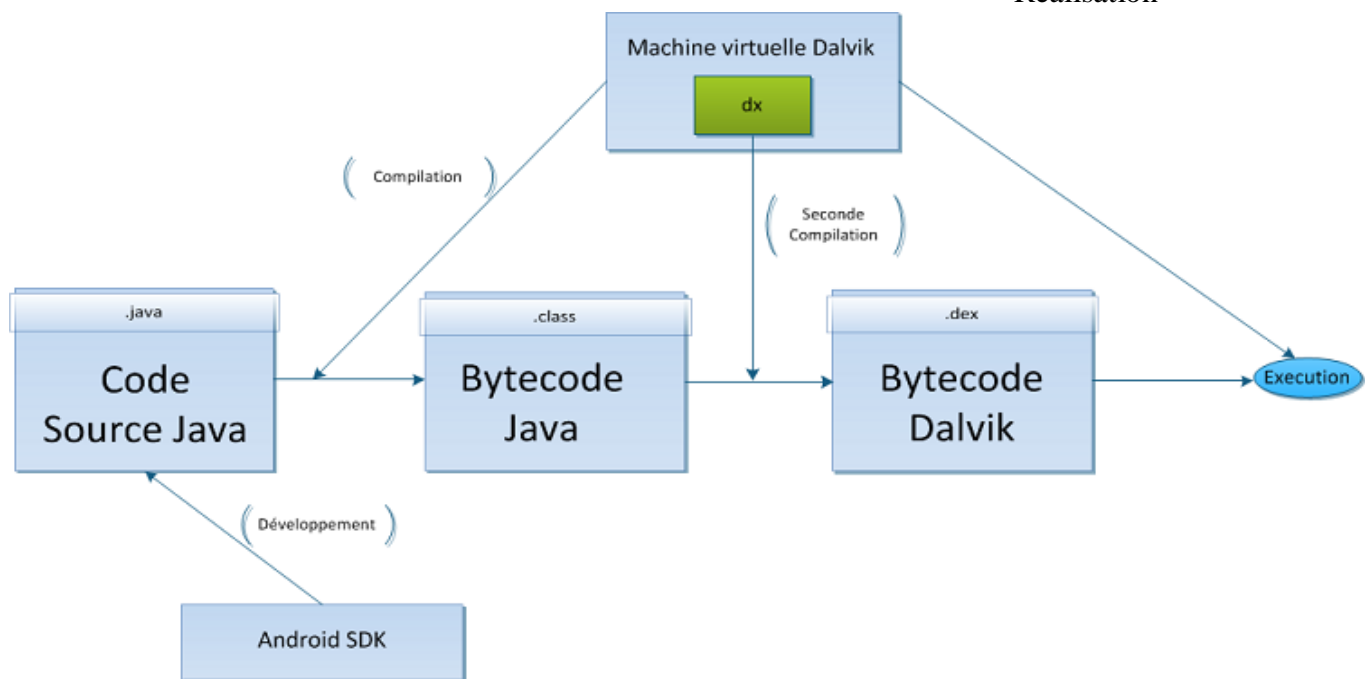 Réalisation
Machine virtuelle Dalvik
dx
Compilation
Seconde
Compilation
.java
Code
Source Java
.class
Bytecode
Java
.dex
Bytecode
Dalvik
Execution
Développement
Android SDK